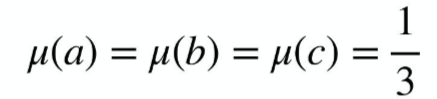 μ(a) = μ(b) = μ(c) = 1/3